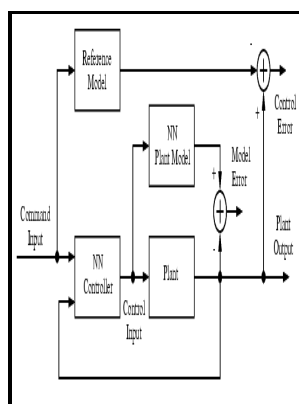 Reference
Model
-
+
Control
Error
NN
Plant Model
+
-
Model
Error
Command
Input
NN
Controller
Control
Input
Plant
Plant
Output